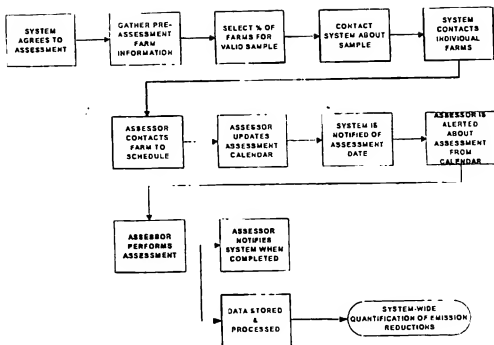 SYSTEM
AGREES TO
ASSESSMENT
GATHER PRE-
ASSESSMENT
FARM
INFORMATION
SELECT % OF
FARMS FOR
VALID SAMPLE
CONTACT
SYSTEM ABOUT
SAMPLE
SYSTEM
CONTACTS
INDIVIDUAL
FARMS
ASSESSOR
CONTACTS
FARM TO
SCHEDULE
ASSESSOR
UPDATES
ASSESSMENT
CALENDAR
SYSTEM IS
NOTIFIED OF
ASSESSMENT
DATE
ASSESSOR IS
ALERTED
ABOUT
ASSESSMENT
FROM
CALENDAR
ASSESSOR
PERFORMS
ASSESSMENT
ASSESSOR
NOTIFIES
SYSTEM WHEN
COMPLETED
DATA STORED
&
PROCESSED
SYSTEM-WIDE
QUANTIFICATION OF EMISSION
REDUCTIONS